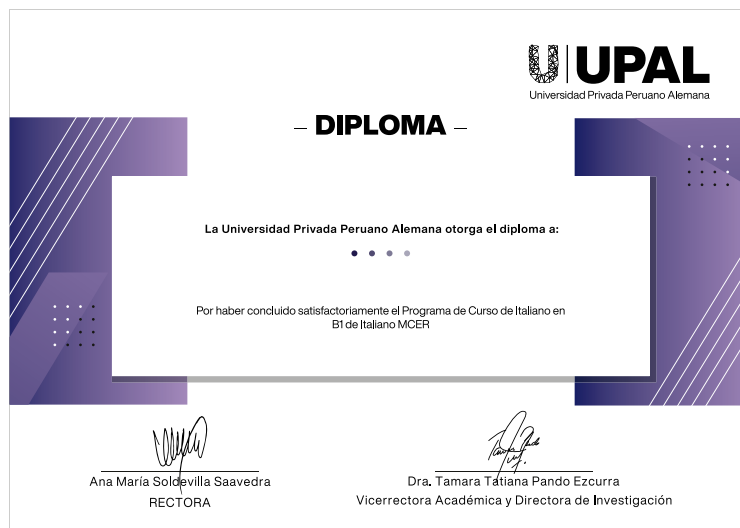 UPAL
Universidad Privada Peruano Alemana
– DIPLOMA –
La Universidad Privada Peruano Alemana otorga el diploma a:
Por haber concluido satisfactoriamente el Programa de Curso de Italiano en
B1 de Italiano MCER
Ana María Soldevilla Saavedra
RECTORA
Dra. Tamara Tatiana Pando Ezcurra
Vicerrectora Académica y Directora de Investigación